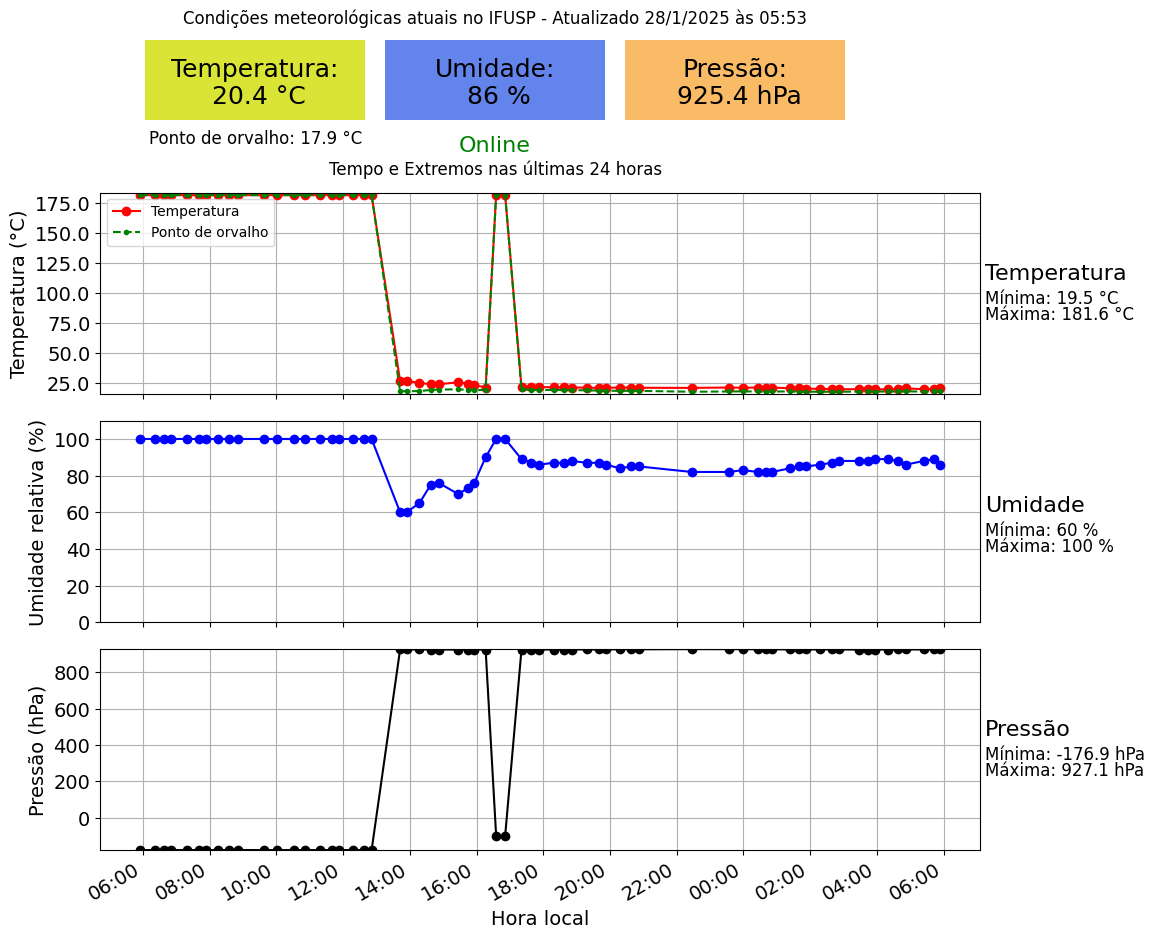 Condições meteorológicas atuais no IFUSP - Atualizado 28/1/2025 às 05:53
Temperatura:
20.4 °C
Umidade:
86 %
Pressão:
925.4 hPa
Ponto de orvalho: 17.9 °C
Online
Tempo e Extremos nas últimas 24 horas
Temperatura (°C)
175.0
150.0
125.0
100.0
75.0
50.0
25.0
Temperatura
Ponto de orvalho
Temperatura
Mínima: 19.5 °C
Máxima: 181.6 °C
Umidade relativa (%)
100
80
60
40
20
0
Umidade
Mínima: 60 %
Máxima: 100 %
Pressão (hPa)
800
600
400
200
0
Pressão
Mínima: -176.9 hPa
Máxima: 927.1 hPa
06:00 08:00 10:00 12:00 14:00 16:00 18:00 20:00 22:00 00:00 02:00 04:00 06:00
Hora local